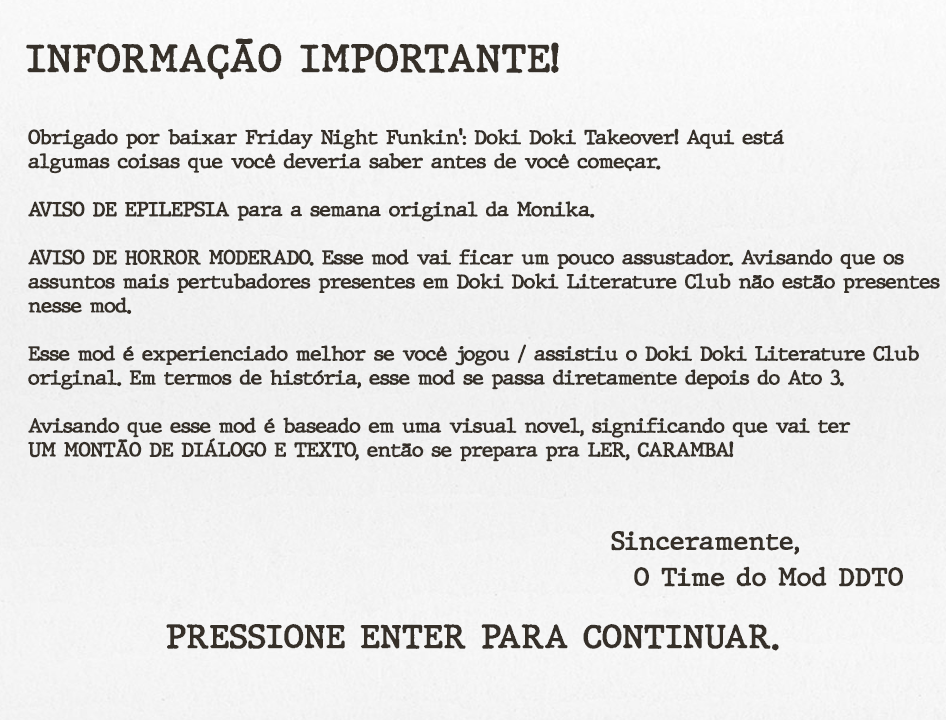 INFORMAÇÃO IMPORTANTE!
Obrigado por baixar Friday Night Funkin': Doki Doki Takeover! Aqui está
algumas coisas que você deveria saber antes de você começar.
AVISO DE EPILEPSIA para a semana original da Monika.
AVISO DE HORROR MODERADO. Esse mod vai ficar um pouco assustador. Avisando que os
assuntos mais pertubadores presentes em Doki Doki Literature Club não estão presentes
nesse mod.
Esse mod é experienciado melhor se você jogou / assistiu o Doki Doki Literature Club
original. Em termos de história, esse mod se passa diretamente depois do Ato 3.
Avisando que esse mod é baseado em uma visual novel, significando que vai ter
UM MONTÃO DE DIÁLOGO E TEXTO, então se prepara pra LER, CARAMBA!
Sinceramente,
O Time do Mod DDTO
PRESSIONE ENTER PARA CONTINUAR.